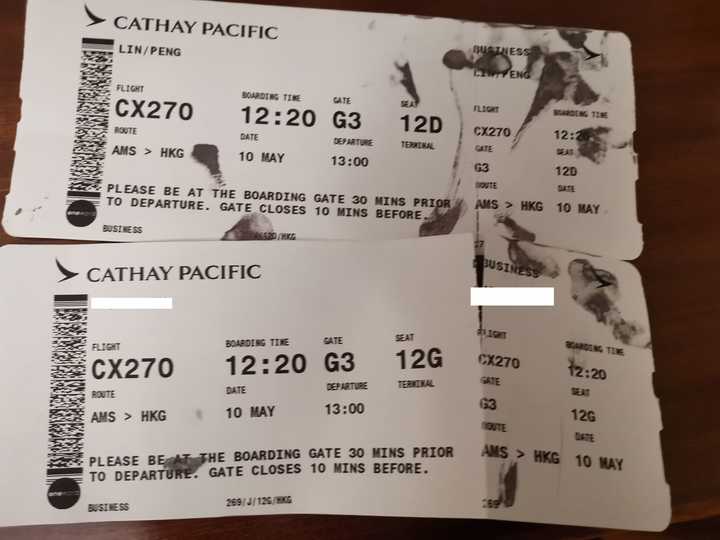 CATHAY PACIFIC
LIN/PENG
FLIGHT BOARDING TIME GATE SEAT
CX270 12:20 G3 12D
ROUTE DATE DEPARTURE TERMINAL
AMS > HKG 10 MAY 13:00
PLEASE BE AT THE BOARDING GATE 30 MINS PRIOR
TO DEPARTURE. GATE CLOSES 10 MINS BEFORE.
oneworld
BUSINESS
BUSINESS
LIN/PENG
FLIGHT BOARDING TIME
CX270 12:20
GATE SEAT
G3 12D
ROUTE DATE
AMS > HKG 10 MAY
CATHAY PACIFIC
FLIGHT BOARDING TIME GATE SEAT
CX270 12:20 G3 12G
ROUTE DATE DEPARTURE TERMINAL
AMS > HKG 10 MAY 13:00
PLEASE BE AT THE BOARDING GATE 30 MINS PRIOR
TO DEPARTURE. GATE CLOSES 10 MINS BEFORE.
oneworld
BUSINESS 269/J/12G/HKG
BUSINESS
FLIGHT BOARDING TIME
CX270 12:20
GATE SEAT
G3 12G
ROUTE DATE
AMS > HKG 10 MAY
269